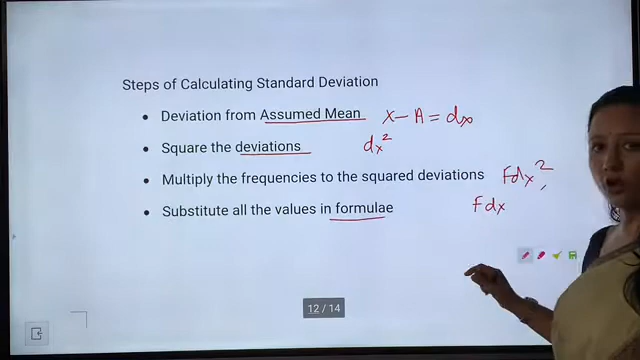 Steps of Calculating Standard Deviation
• Deviation from Assumed Mean X – A = dx
• Square the deviations dx²
• Multiply the frequencies to the squared deviations Fdx²,
• Substitute all the values in formulae Fdx
12 / 14